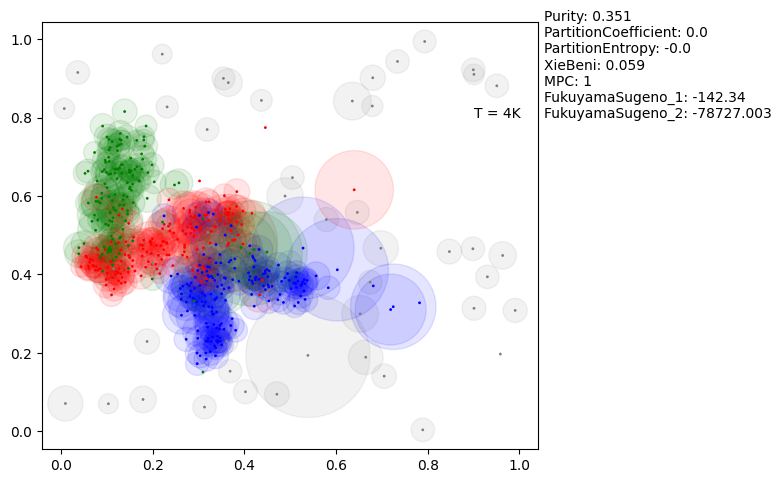 Purity: 0.351
PartitionCoefficient: 0.0
PartitionEntropy: -0.0
XieBeni: 0.059
MPC: 1
FukuyamaSugeno_1: -142.34
FukuyamaSugeno_2: -78727.003
T = 4K
1.0
0.8
0.6
0.4
0.2
0.0
0.0 0.2 0.4 0.6 0.8 1.0